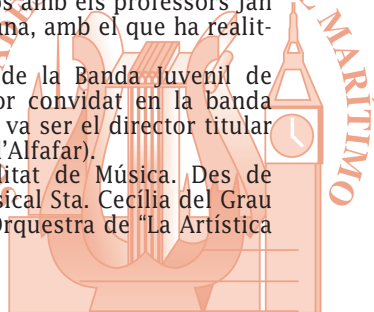 os amb els professors Jan
ana, amb el que ha realit-
de la Banda Juvenil de
or convidat en la banda
va ser el director titular
l'Alfafar).
litat de Música. Des de
sical Sta. Cecília del Grau
Orquestra de “La Artística
MARÍTIMO